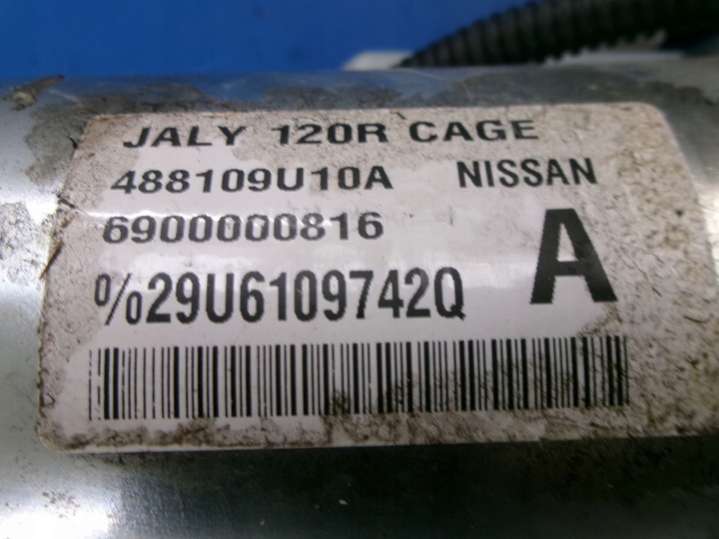 JALY 120R CAGE
488109U10A NISSAN
6900000816
A
%29U6109742Q